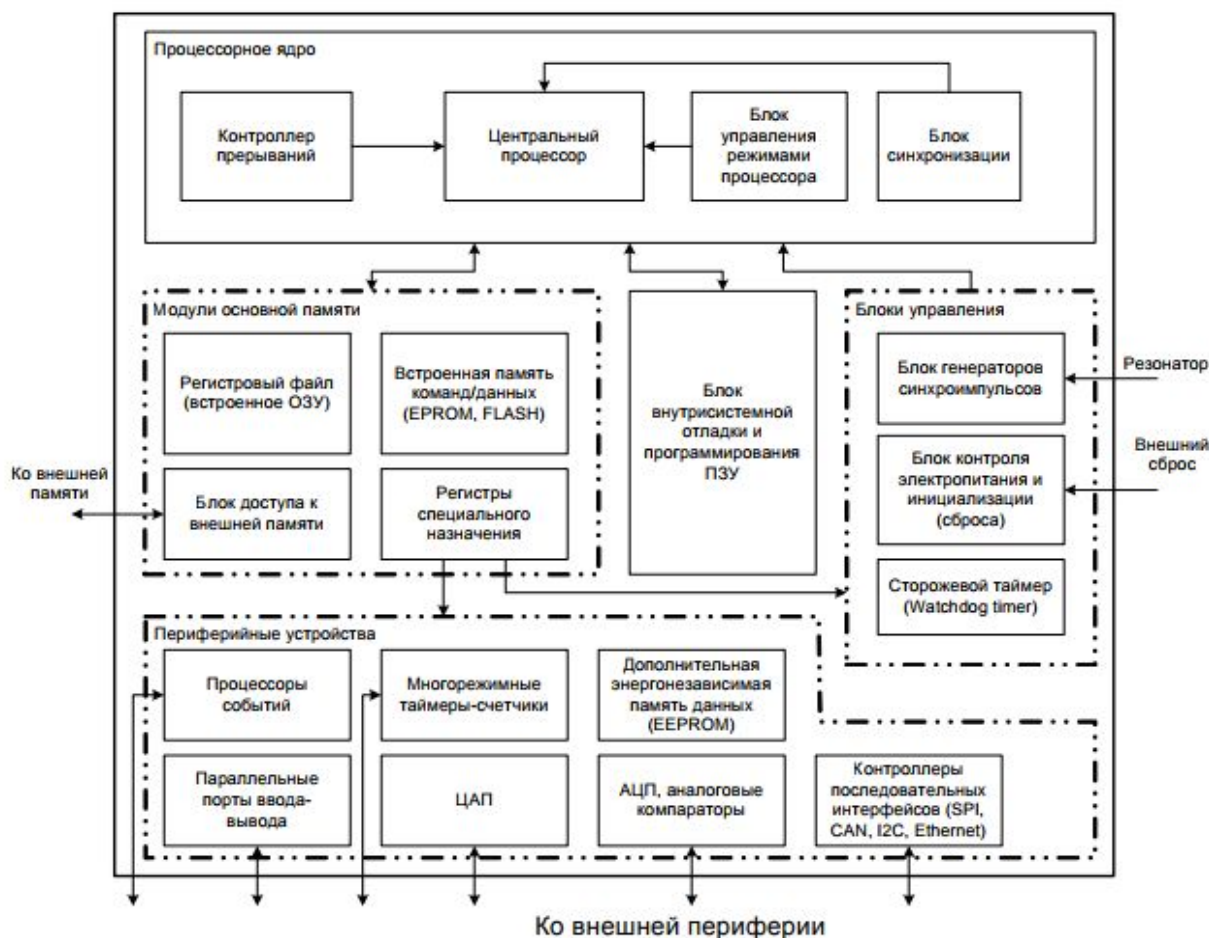 Процессорное ядро
Контроллер
прерываний
Центральный
процессор
Блок
управления
режимами
процессора
Блок
синхронизации
Модули основной памяти
Регистровый файл
(встроенное ОЗУ)
Встроенная память
команд/данных
(EPROM, FLASH)
Ко внешней
памяти
Блок доступа к
внешней памяти
Регистры
специального
назначения
Блок
внутрисистемной
отладки и
программирования
ПЗУ
Блоки управления
Блок генераторов
синхроимпульсов
Резонатор
Блок контроля
электропитания и
инициализации
(сброса)
Внешний
сброс
Сторожевой таймер
(Watchdog timer)
Периферийные устройства
Процессоры
событий
Многорежимные
таймеры-счетчики
Дополнительная
энергонезависимая
память данных
(EEPROM)
Параллельные
порты ввода-
вывода
ЦАП
АЦП, аналоговые
компараторы
Контроллеры
последовательных
интерфейсов (SPI,
CAN, I2C, Ethernet)
Ко внешней периферии